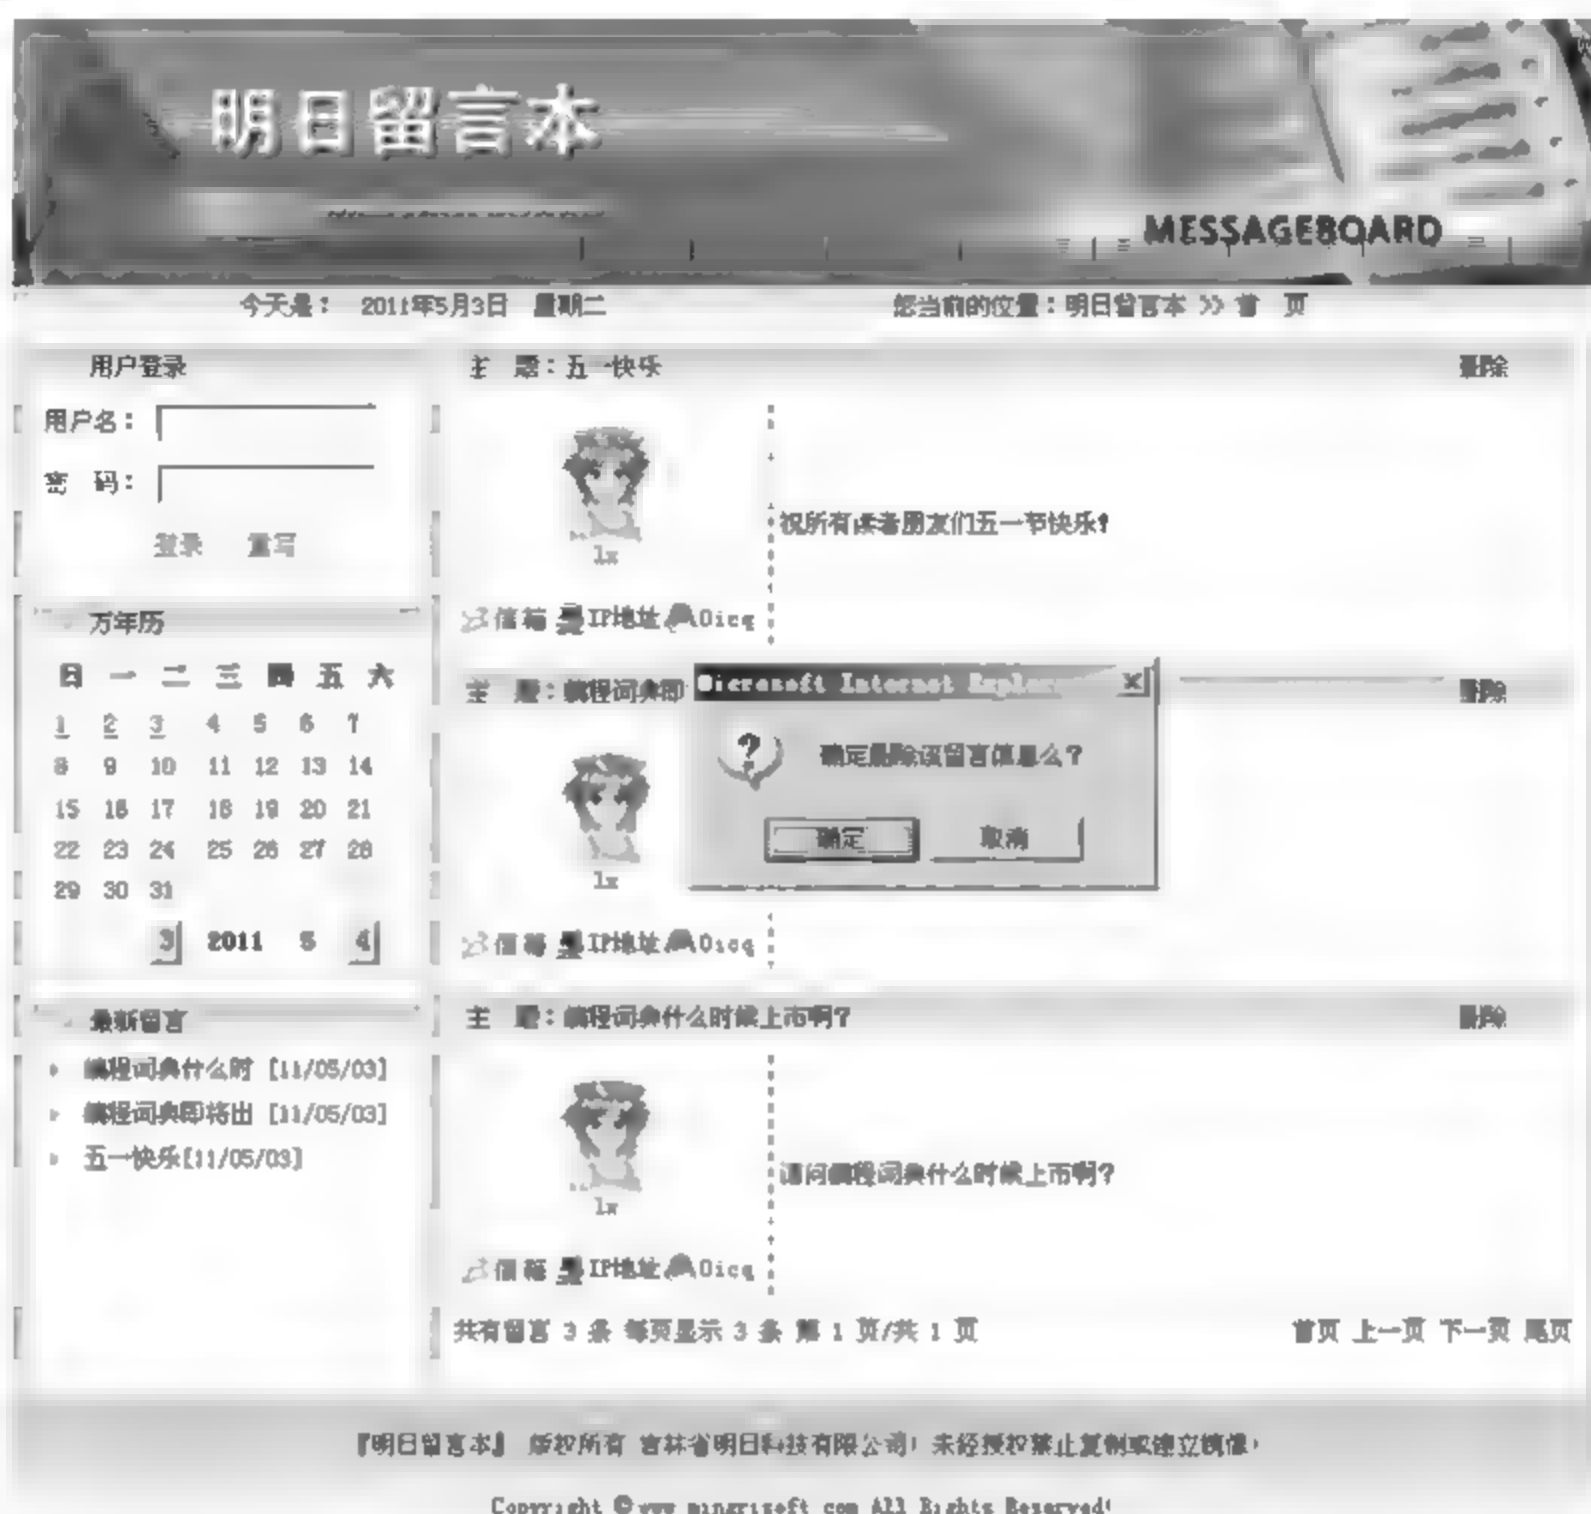 明日留言本
MESSAGEBOARD
今天是： 2011年5月3日 星期二
您当前的位置：明日留言本 >> 首 页
用户登录
用户名：
密 码：
登录 重写
万年历
日 一 二 三 四 五 六
1 2 3 4 5 6 7
8 9 10 11 12 13 14
15 16 17 18 19 20 21
22 23 24 25 26 27 28
29 30 31
3 2011 5 4
最新留言
编程词典什么时 [11/05/03]
编程词典即将出 [11/05/03]
五一快乐[11/05/03]
主 题：五一快乐 删除
lx
祝所有读者朋友们五一节快乐!
信箱 IP地址 Oicq
主 题：编程词典即 删除
Microsoft Internet Explorer
确定删除该留言信息么？
确定 取消
lx
信箱 IP地址 Oicq
主 题：编程词典什么时候上市啊？ 删除
lx
请问编程词典什么时候上市啊？
信箱 IP地址 Oicq
共有留言 3 条 每页显示 3 条 第 1 页/共 1 页
首页 上一页 下一页 尾页
『明日留言本』 版权所有 吉林省明日科技有限公司! 未经授权禁止复制或建立镜像!
Copyright ©www mingrisoft com All Rights Reserved!